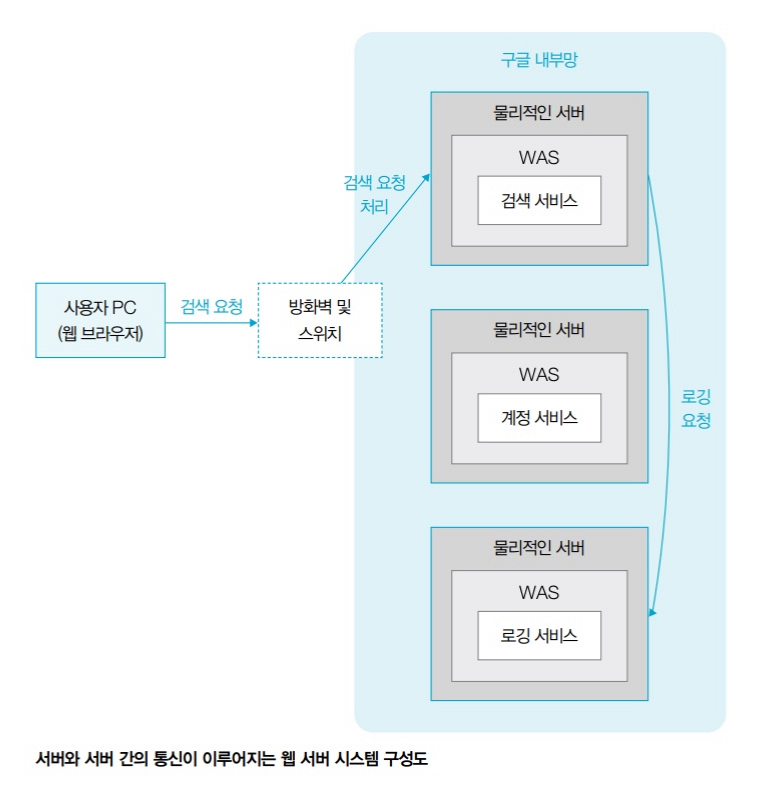 구글 내부망
물리적인 서버
WAS
검색 서비스
검색 요청
처리
사용자 PC
(웹 브라우저)
검색 요청
방화벽 및
스위치
물리적인 서버
WAS
계정 서비스
로깅
요청
물리적인 서버
WAS
로깅 서비스
서버와 서버 간의 통신이 이루어지는 웹 서버 시스템 구성도